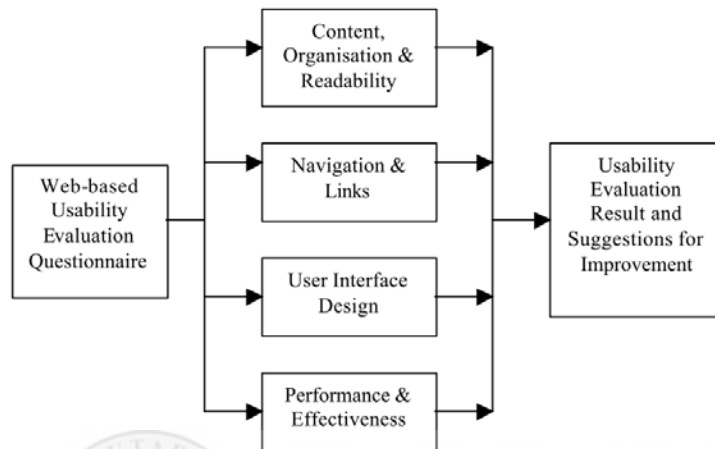 Content,
Organisation &
Readability
Web-based
Usability
Evaluation
Questionnaire
Navigation &
Links
User Interface
Design
Performance &
Effectiveness
Usability
Evaluation
Result and
Suggestions for
Improvement